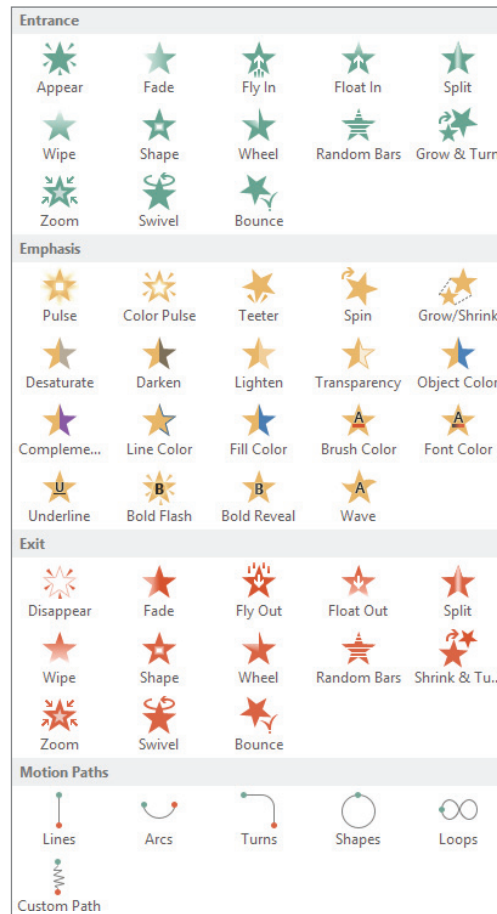 Entrance
Appear Fade Fly In Float In Split
Wipe Shape Wheel Random Bars Grow & Turn
Zoom Swivel Bounce
Emphasis
Pulse Color Pulse Teeter Spin Grow/Shrink
Desaturate Darken Lighten Transparency Object Color
Compleme... Line Color Fill Color Brush Color Font Color
Underline Bold Flash Bold Reveal Wave
Exit
Disappear Fade Fly Out Float Out Split
Wipe Shape Wheel Random Bars Shrink & Tu...
Zoom Swivel Bounce
Motion Paths
Lines Arcs Turns Shapes Loops
Custom Path